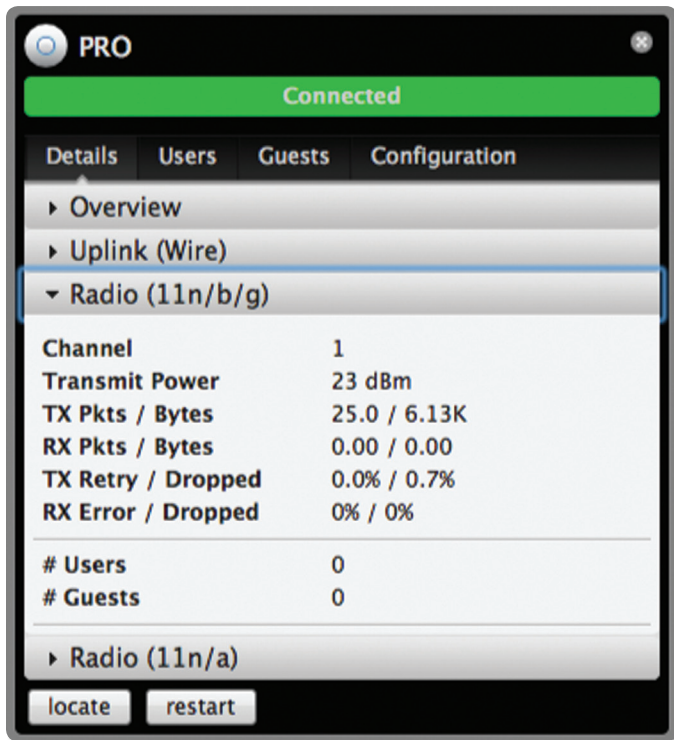 PRO
Connected
Details Users Guests Configuration
Overview
Uplink (Wire)
Radio (11n/b/g)
Channel 1
Transmit Power 23 dBm
TX Pkts / Bytes 25.0 / 6.13K
RX Pkts / Bytes 0.00 / 0.00
TX Retry / Dropped 0.0% / 0.7%
RX Error / Dropped 0% / 0%
# Users 0
# Guests 0
Radio (11n/a)
locate restart